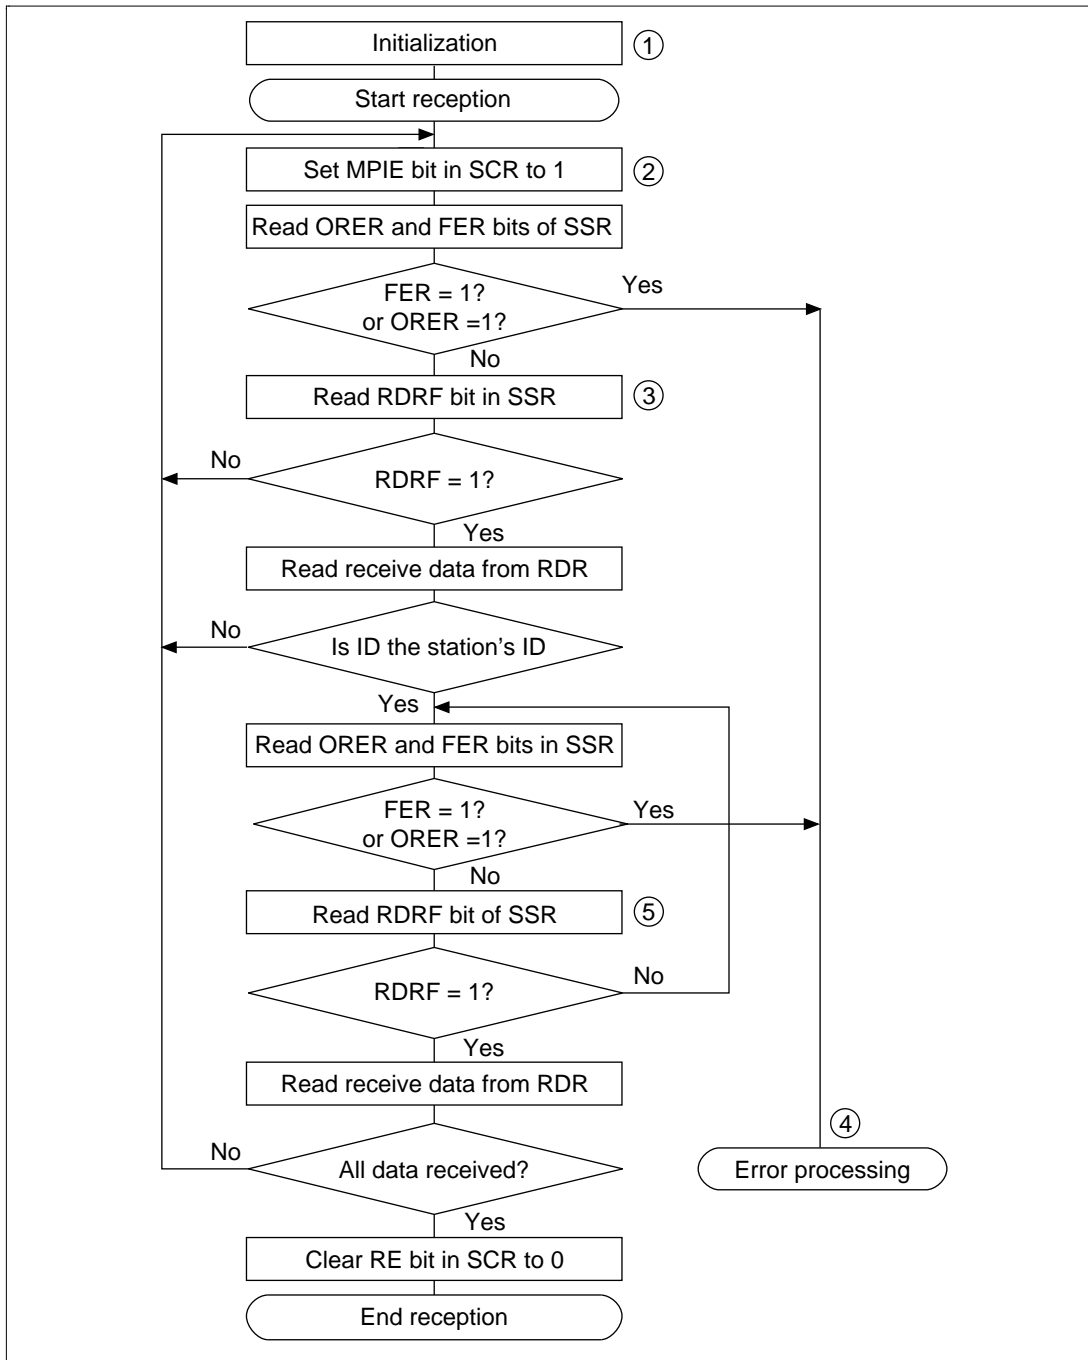 Initialization
①
Start reception
Set MPIE bit in SCR to 1
②
Read ORER and FER bits of SSR
FER = 1?
or ORER =1?
Yes
No
Read RDRF bit in SSR
③
No
RDRF = 1?
Yes
Read receive data from RDR
No
Is ID the station's ID
Yes
Read ORER and FER bits in SSR
FER = 1?
or ORER =1?
Yes
No
Read RDRF bit of SSR
⑤
RDRF = 1?
No
Yes
Read receive data from RDR
④
No
All data received?
Error processing
Yes
Clear RE bit in SCR to 0
End reception